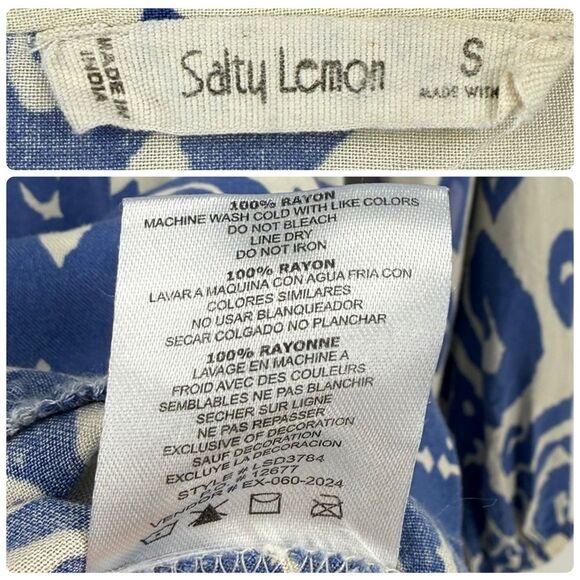 MADE IN
INDIA
Salty Lemon
S
MADE WITH
100% RAYON
MACHINE WASH COLD WITH LIKE COLORS
DO NOT BLEACH
LINE DRY
DO NOT IRON
100% RAYON
LAVAR A MAQUINA CON AGUA FRIA CON
COLORES SIMILARES
NO USAR BLANQUEADOR
SECAR COLGADO NO PLANCHAR
100% RAYONNE
LAVAGE EN MACHINE A
FROID AVEC DES COULEURS
SEMBLABLES NE PAS BLANCHIR
SECHER SUR LIGNE
NE PAS REPASSER
EXCLUSIVE OF DECORATION
SAUF DECORATION
EXCLUYE LA DECORACION
STYLE # LSD3764
VENDOR # 12677
EX-060-2024